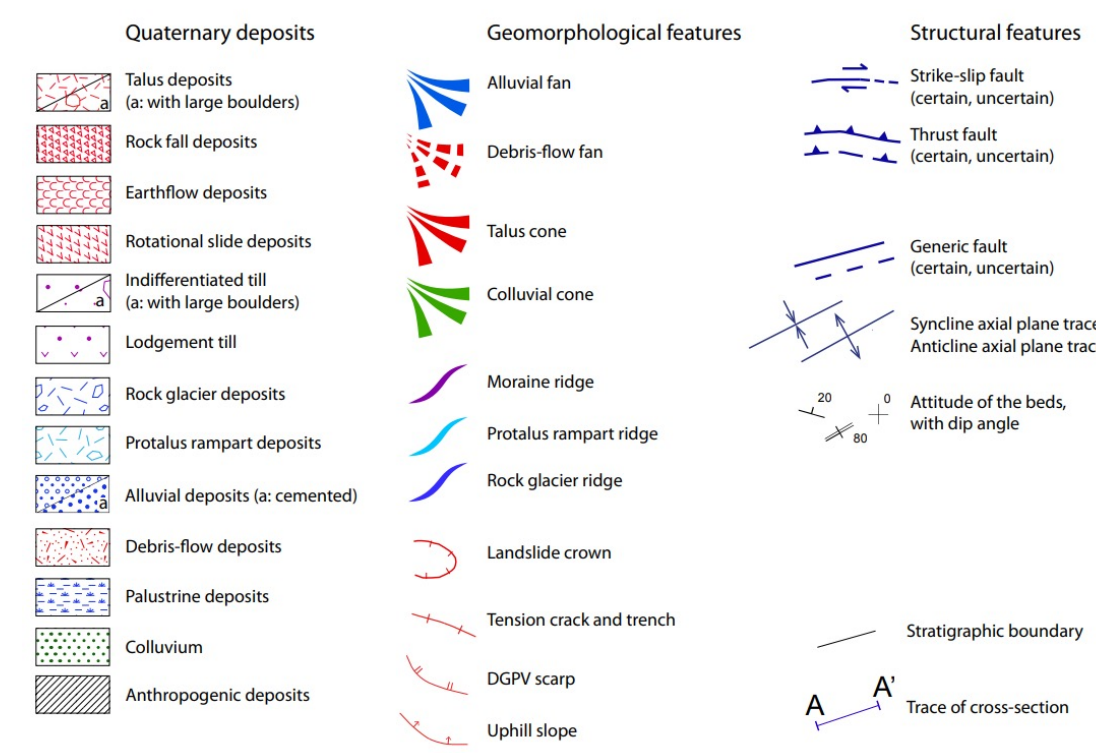 Quaternary deposits
Talus deposits
(a: with large boulders)
a
Rock fall deposits
Earthflow deposits
Rotational slide deposits
Indifferentiated till
(a: with large boulders)
a
Lodgement till
Rock glacier deposits
Protalus rampart deposits
Alluvial deposits (a: cemented)
a
Debris-flow deposits
Palustrine deposits
Colluvium
Anthropogenic deposits
Geomorphological features
Alluvial fan
Debris-flow fan
Talus cone
Colluvial cone
Moraine ridge
Protalus rampart ridge
Rock glacier ridge
Landslide crown
Tension crack and trench
DGPV scarp
Uphill slope
Structural features
Strike-slip fault
(certain, uncertain)
Thrust fault
(certain, uncertain)
Generic fault
(certain, uncertain)
Syncline axial plane trace
Anticline axial plane trac
20
0
80
Attitude of the beds,
with dip angle
Stratigraphic boundary
A
A’
Trace of cross-section